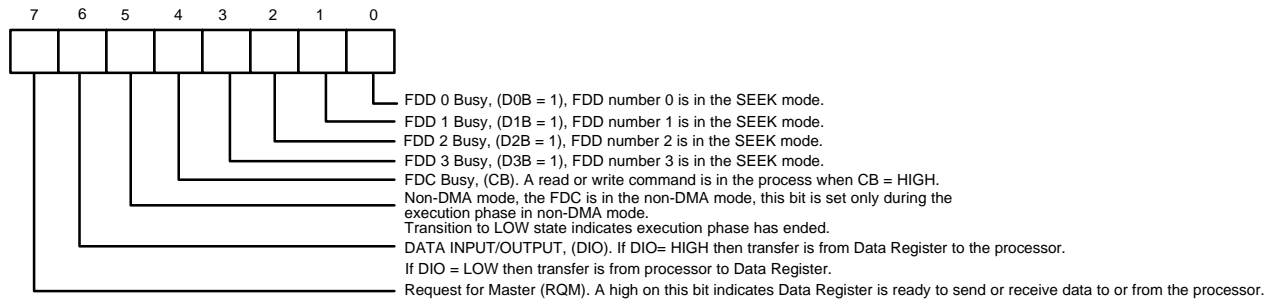 7 6 5 4 3 2 1 0
FDD 0 Busy, (D0B = 1), FDD number 0 is in the SEEK mode.
FDD 1 Busy, (D1B = 1), FDD number 1 is in the SEEK mode.
FDD 2 Busy, (D2B = 1), FDD number 2 is in the SEEK mode.
FDD 3 Busy, (D3B = 1), FDD number 3 is in the SEEK mode.
FDC Busy, (CB). A read or write command is in the process when CB = HIGH.
Non-DMA mode, the FDC is in the non-DMA mode, this bit is set only during the
execution phase in non-DMA mode.
Transition to LOW state indicates execution phase has ended.
DATA INPUT/OUTPUT, (DIO). If DIO= HIGH then transfer is from Data Register to the processor.
If DIO = LOW then transfer is from processor to Data Register.
Request for Master (RQM). A high on this bit indicates Data Register is ready to send or receive data to or from the processor.